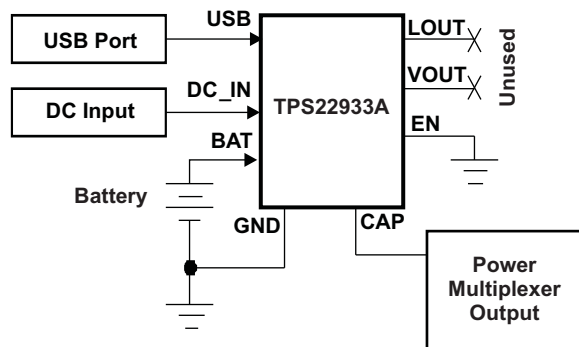 USB
LOUT
USB Port
VOUT
Unused
DC_IN
TPS22933A
DC Input
EN
BAT
Battery
GND
CAP
Power
Multiplexer
Output